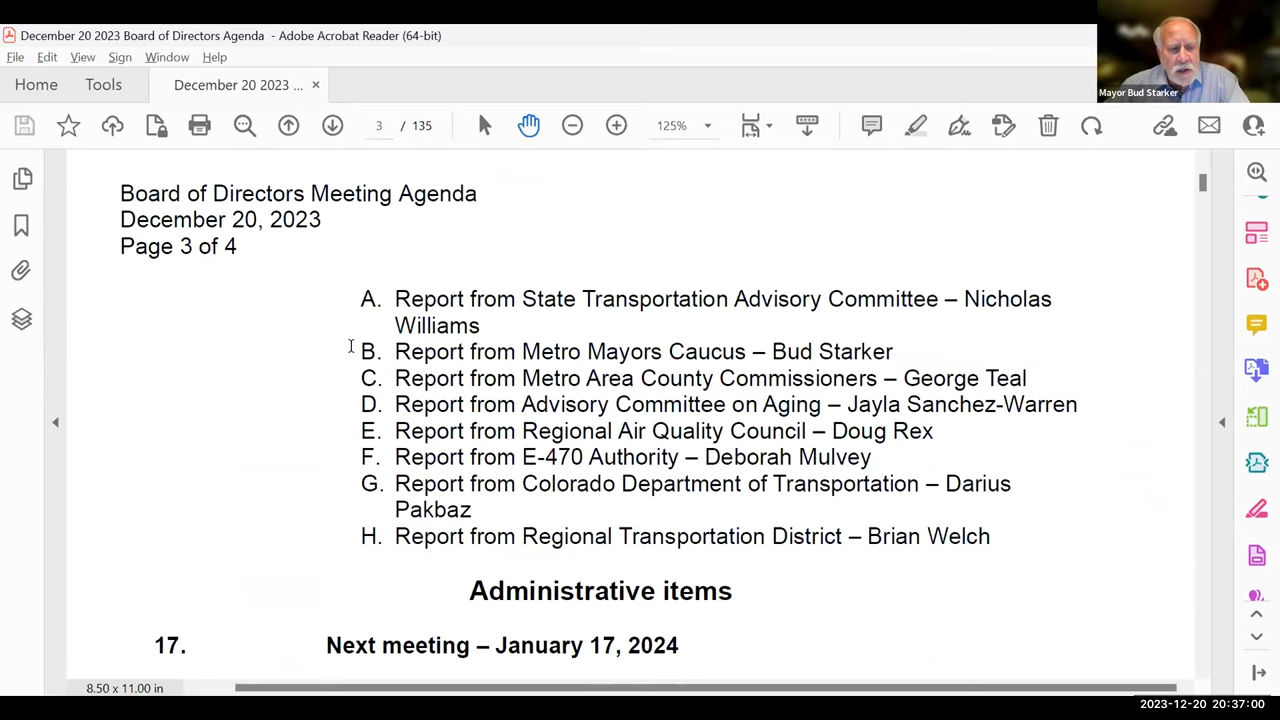 December 20 2023 Board of Directors Agenda - Adobe Acrobat Reader (64-bit)
File Edit View Sign Window Help
Home Tools December 20 2023 ... ×
3 / 135 125%
Mayor Bud Starker
Board of Directors Meeting Agenda
December 20, 2023
Page 3 of 4
A. Report from State Transportation Advisory Committee – Nicholas
Williams
B. Report from Metro Mayors Caucus – Bud Starker
C. Report from Metro Area County Commissioners – George Teal
D. Report from Advisory Committee on Aging – Jayla Sanchez-Warren
E. Report from Regional Air Quality Council – Doug Rex
F. Report from E-470 Authority – Deborah Mulvey
G. Report from Colorado Department of Transportation – Darius
Pakbaz
H. Report from Regional Transportation District – Brian Welch
Administrative items
17. Next meeting – January 17, 2024
8.50 x 11.00 in
2023-12-20 20:37:00